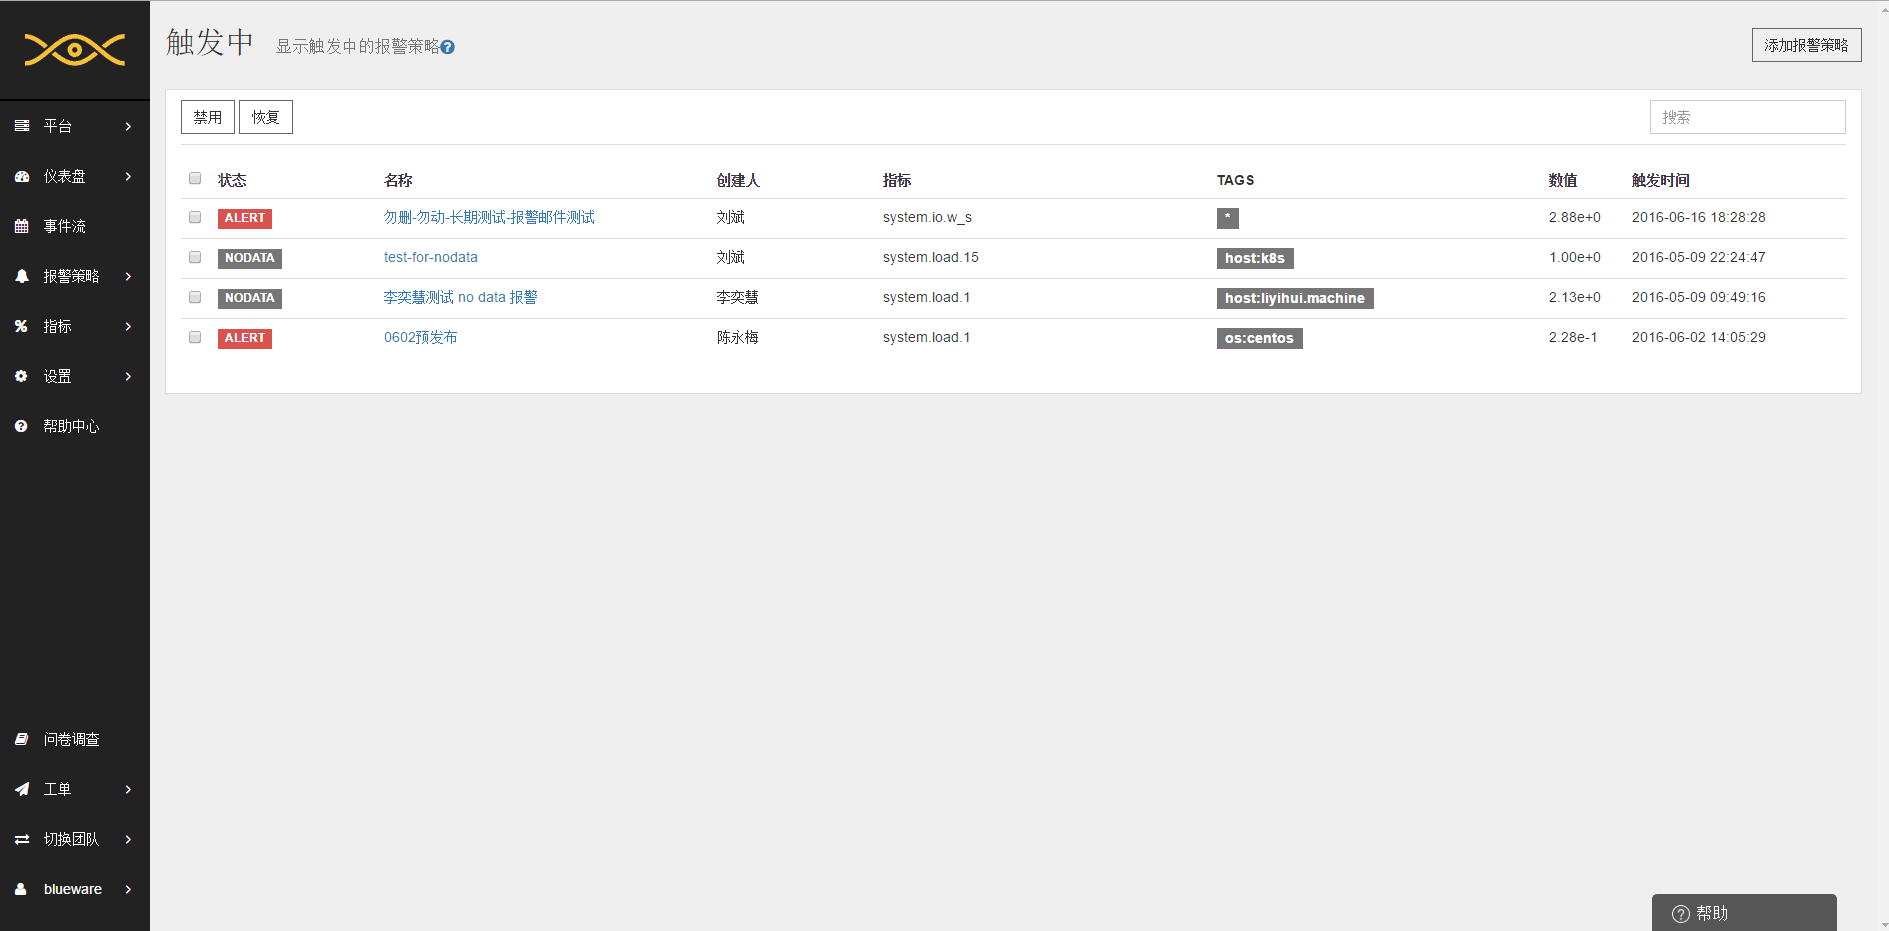 触发中 显示触发中的报警策略
添加报警策略
平台
仪表盘
事件流
报警策略
指标
设置
帮助中心
问卷调查
工单
切换团队
blueware
禁用 恢复 搜索
状态 名称 创建人 指标 TAGS 数值 触发时间
ALERT 勿删-勿动-长期测试-报警邮件测试 刘斌 system.io.w_s * 2.88e+0 2016-06-16 18:28:28
NODATA test-for-nodata 刘斌 system.load.15 host:k8s 1.00e+0 2016-05-09 22:24:47
NODATA 李奕慧测试 no data 报警 李奕慧 system.load.1 host:liyihui.machine 2.13e+0 2016-05-09 09:49:16
ALERT 0602预发布 陈永梅 system.load.1 os:centos 2.28e-1 2016-06-02 14:05:29
帮助